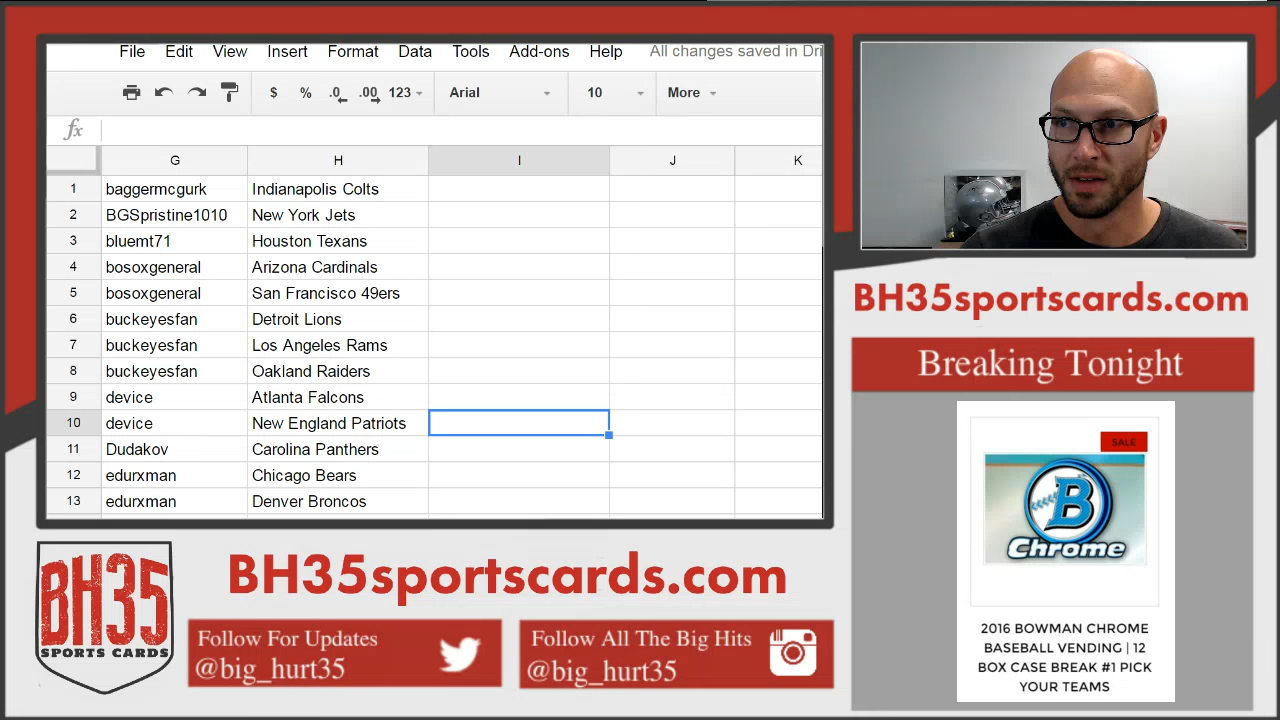 File Edit View Insert Format Data Tools Add-ons Help All changes saved in Dri
$ % .0 .00 123 Arial 10 More
fx
G H I J K
1 baggermcgurk Indianapolis Colts
2 BGSpristine1010 New York Jets
3 bluemt71 Houston Texans
4 bosoxgeneral Arizona Cardinals
5 bosoxgeneral San Francisco 49ers
6 buckeyesfan Detroit Lions
7 buckeyesfan Los Angeles Rams
8 buckeyesfan Oakland Raiders
9 device Atlanta Falcons
10 device New England Patriots
11 Dudakov Carolina Panthers
12 edurxman Chicago Bears
13 edurxman Denver Broncos
BH35sportscards.com
Breaking Tonight
SALE
B
Chrome
2016 BOWMAN CHROME
BASEBALL VENDING | 12
BOX CASE BREAK #1 PICK
YOUR TEAMS
BH35
SPORTS CARDS
BH35sportscards.com
Follow For Updates
@big_hurt35
Follow All The Big Hits
@big_hurt35